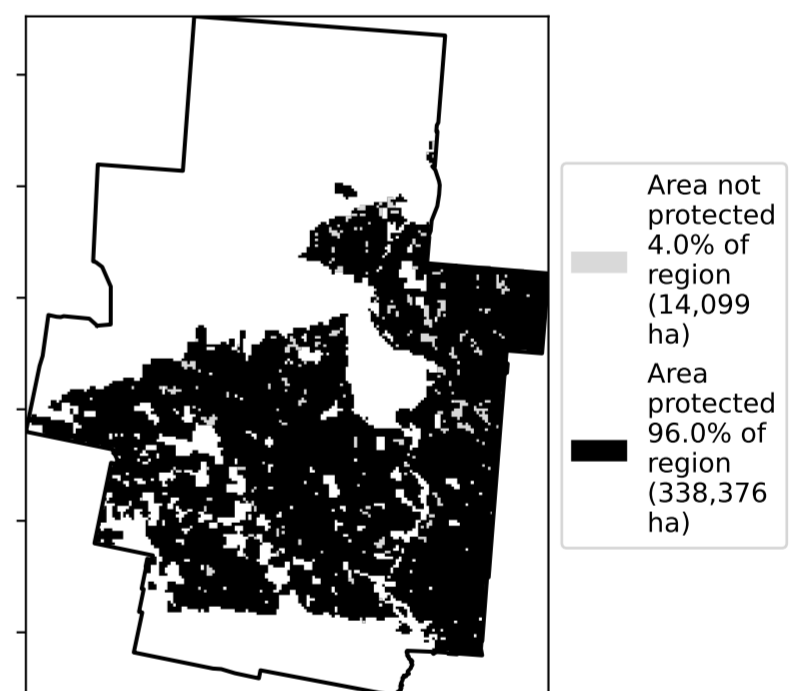 Area not
protected
4.0% of
region
(14,099
ha)
Area
protected
96.0% of
region
(338,376
ha)